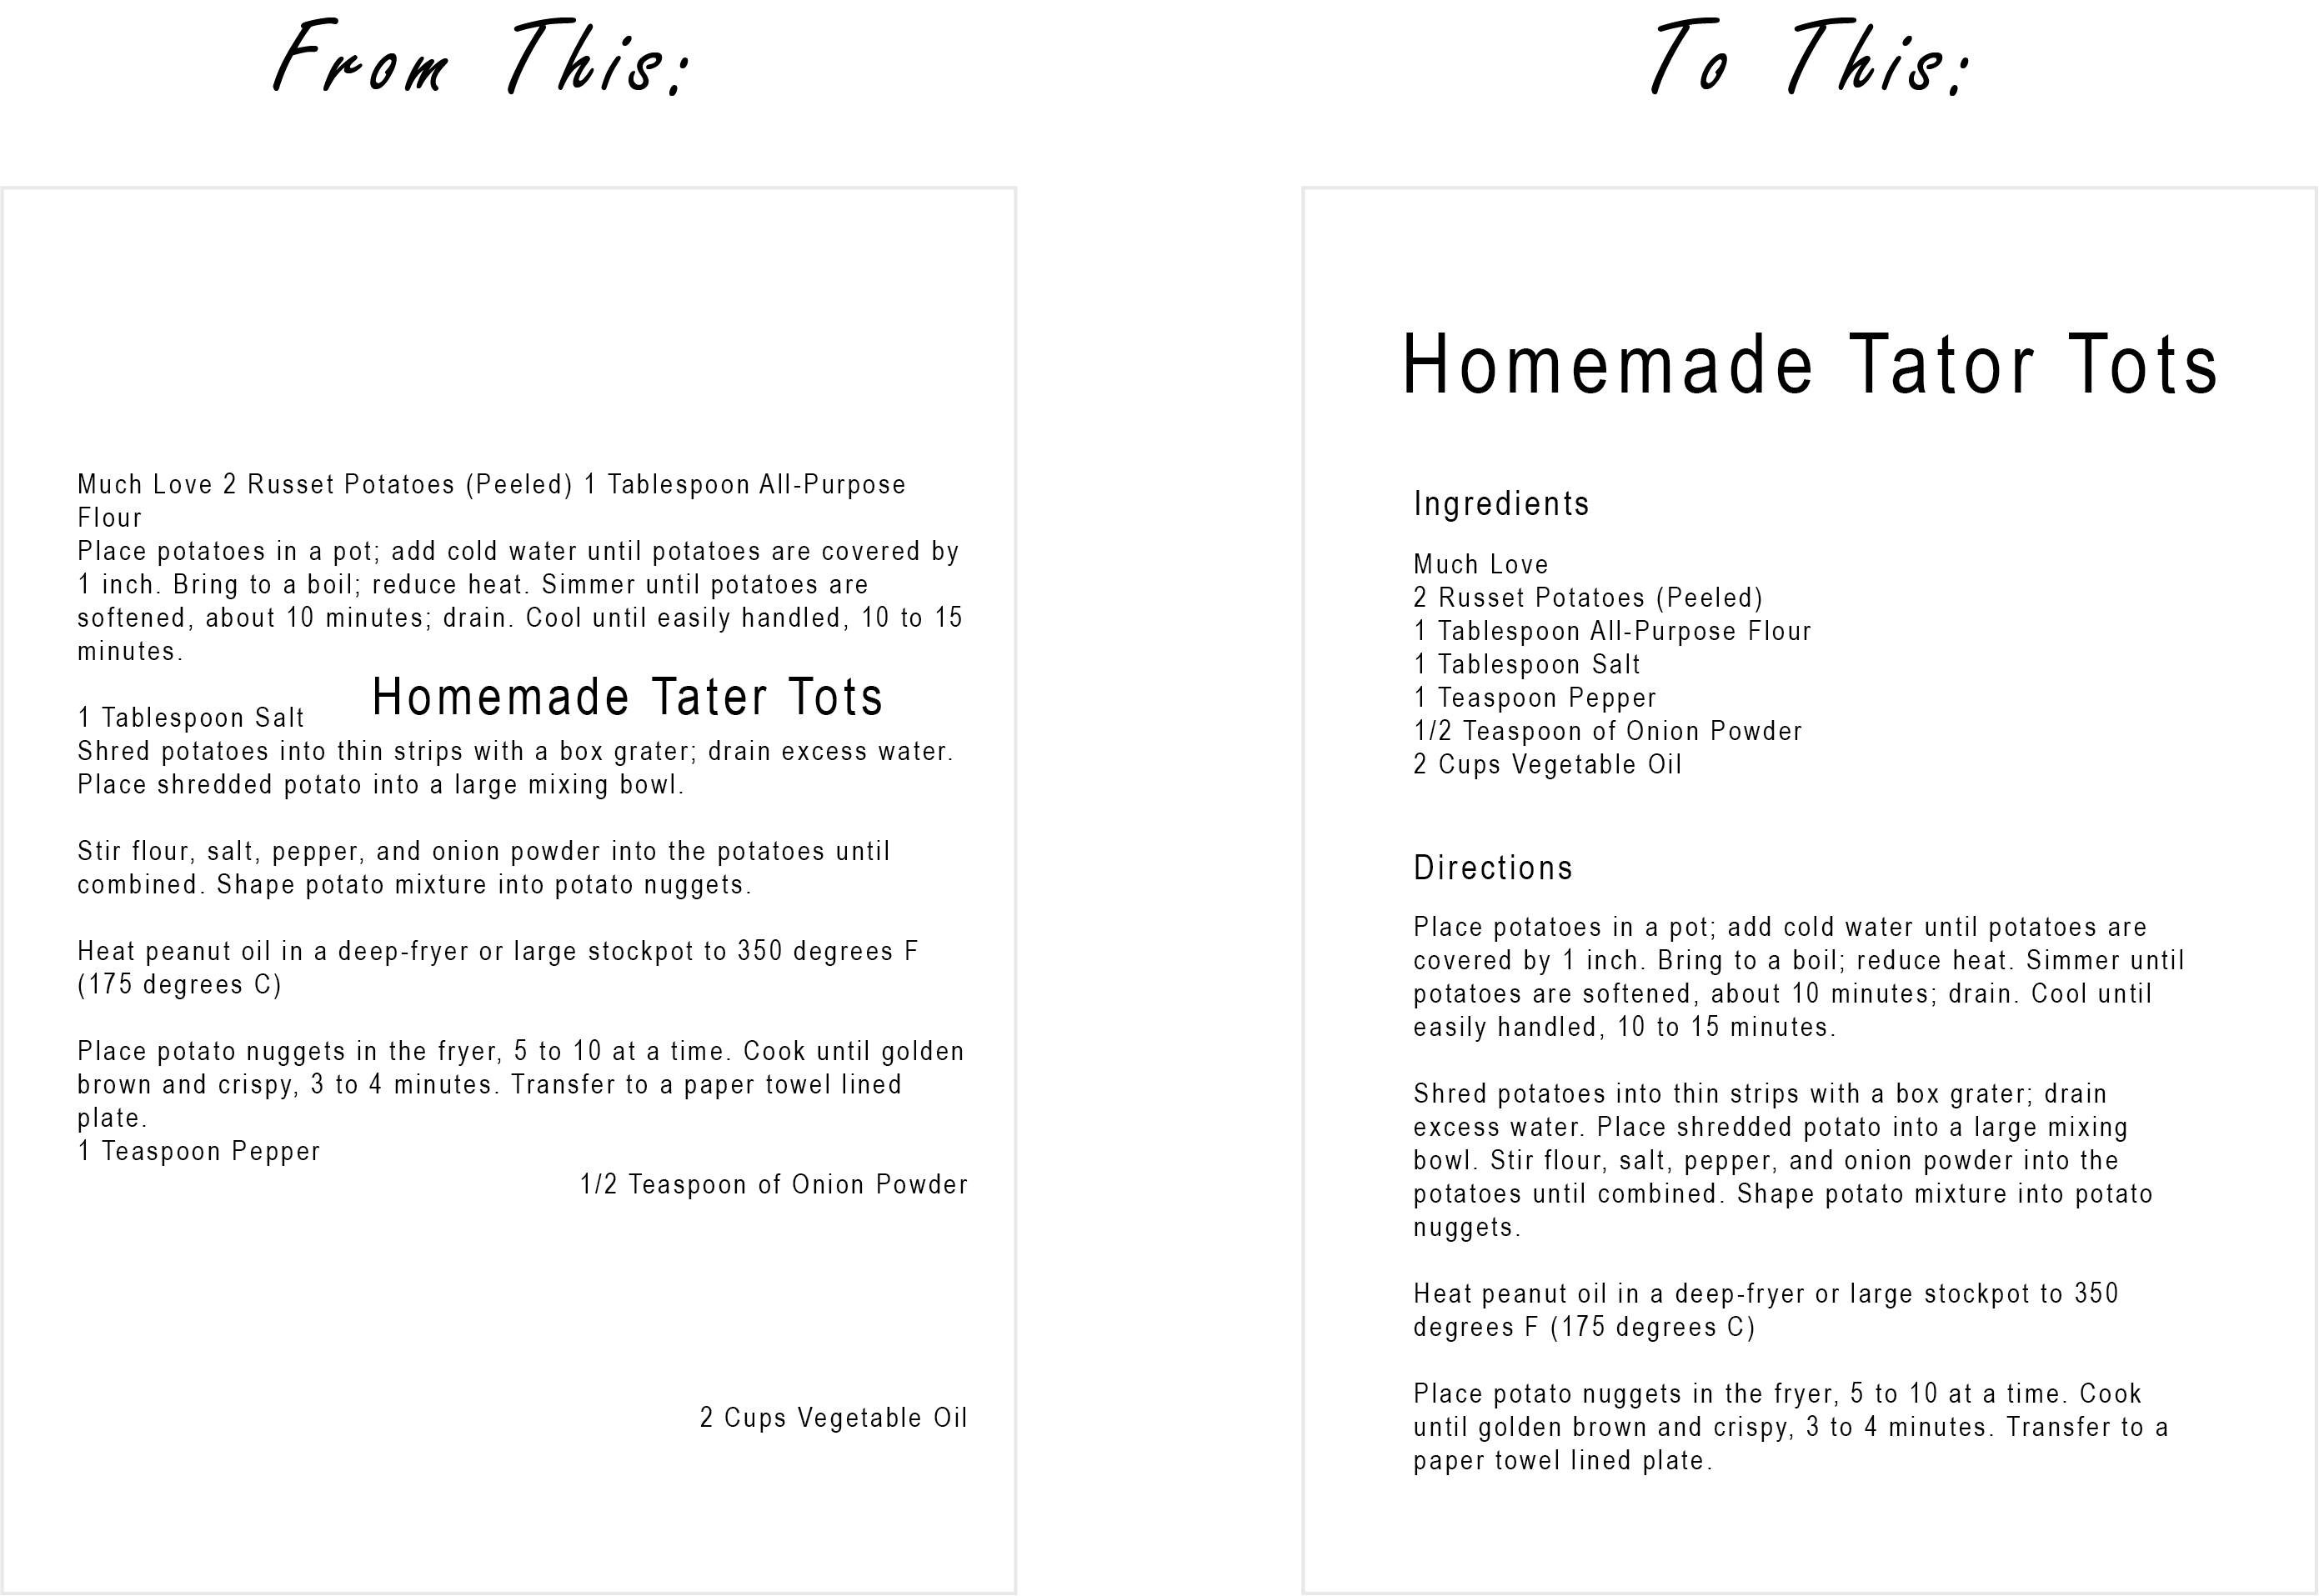 From This:
Much Love 2 Russet Potatoes (Peeled) 1 Tablespoon All-Purpose
Flour
Place potatoes in a pot; add cold water until potatoes are covered by
1 inch. Bring to a boil; reduce heat. Simmer until potatoes are
softened, about 10 minutes; drain. Cool until easily handled, 10 to 15
minutes.
Homemade Tater Tots
1 Tablespoon Salt
Shred potatoes into thin strips with a box grater; drain excess water.
Place shredded potato into a large mixing bowl.
Stir flour, salt, pepper, and onion powder into the potatoes until
combined. Shape potato mixture into potato nuggets.
Heat peanut oil in a deep-fryer or large stockpot to 350 degrees F
(175 degrees C)
Place potato nuggets in the fryer, 5 to 10 at a time. Cook until golden
brown and crispy, 3 to 4 minutes. Transfer to a paper towel lined
plate.
1 Teaspoon Pepper
1/2 Teaspoon of Onion Powder
2 Cups Vegetable Oil
To This:
Homemade Tator Tots
Ingredients
Much Love
2 Russet Potatoes (Peeled)
1 Tablespoon All-Purpose Flour
1 Tablespoon Salt
1 Teaspoon Pepper
1/2 Teaspoon of Onion Powder
2 Cups Vegetable Oil
Directions
Place potatoes in a pot; add cold water until potatoes are
covered by 1 inch. Bring to a boil; reduce heat. Simmer until
potatoes are softened, about 10 minutes; drain. Cool until
easily handled, 10 to 15 minutes.
Shred potatoes into thin strips with a box grater; drain
excess water. Place shredded potato into a large mixing
bowl. Stir flour, salt, pepper, and onion powder into the
potatoes until combined. Shape potato mixture into potato
nuggets.
Heat peanut oil in a deep-fryer or large stockpot to 350
degrees F (175 degrees C)
Place potato nuggets in the fryer, 5 to 10 at a time. Cook
until golden brown and crispy, 3 to 4 minutes. Transfer to a
paper towel lined plate.